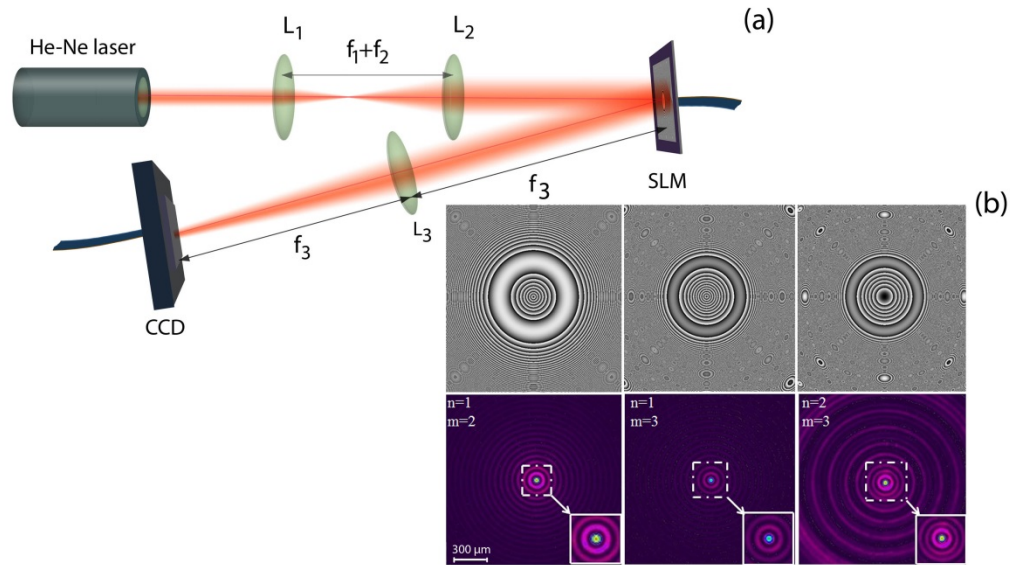 (a)
He-Ne laser
L1
L2
f1+f2
SLM
f3
L3
f3
CCD
(b)
n=1
m=2
n=1
m=3
n=2
m=3
300 μm